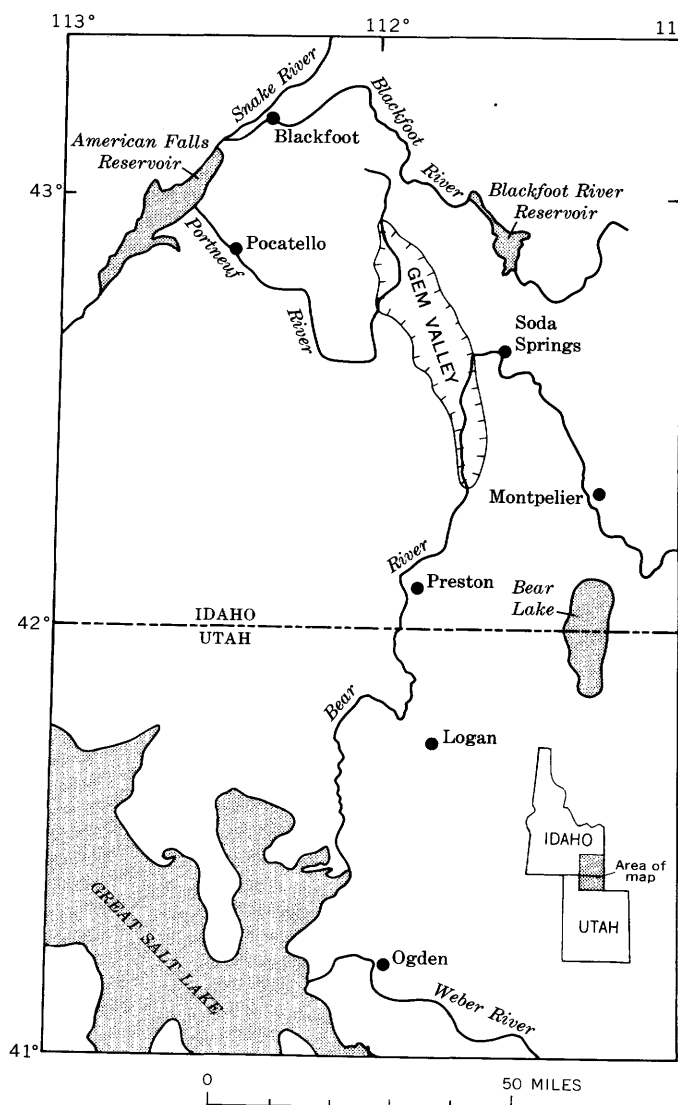 113°
112°
11
Snake River
Blackfoot
River
Blackfoot
American Falls
Reservoir
43°
Blackfoot River
Reservoir
Pocatello
Portneuf
River
GEM VALLEY
Soda
Springs
Montpelier
River
Preston
Bear
Lake
42°
IDAHO
UTAH
Bear
Logan
IDAHO
Area of
map
UTAH
GREAT SALT LAKE
Ogden
Weber River
41°
0
50 MILES